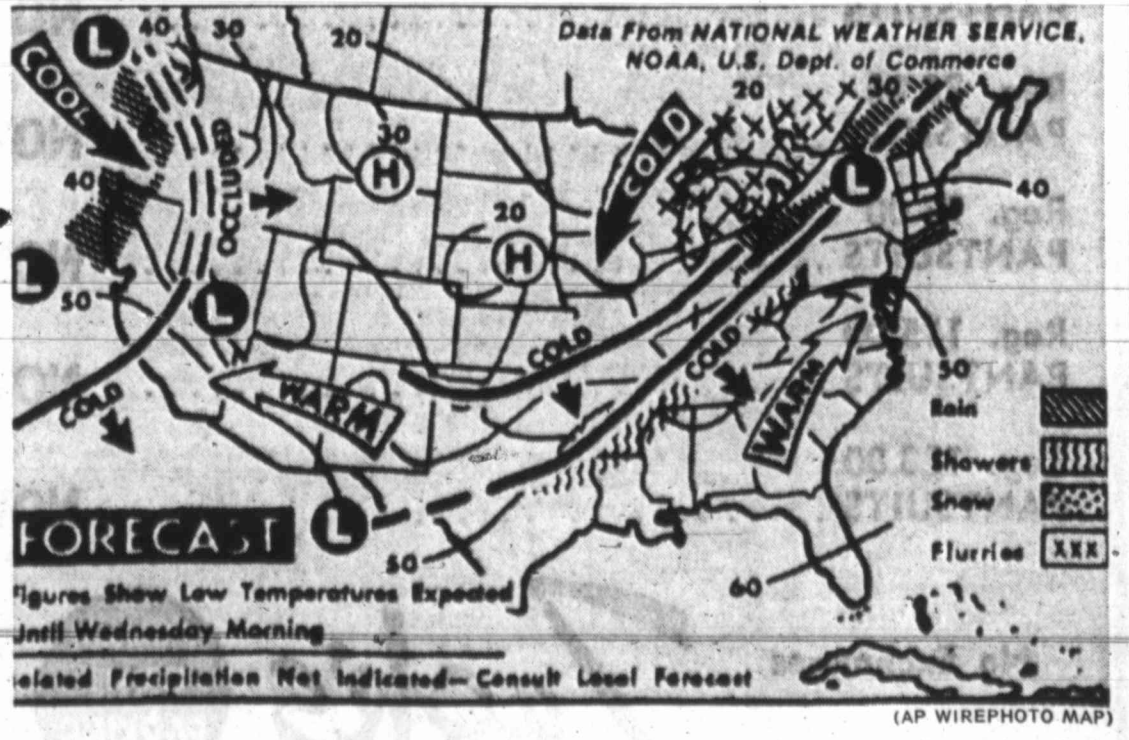 Data From NATIONAL WEATHER SERVICE,
NOAA, U.S. Dept. of Commerce
L
40
30
20
20
30
COOL
COLD
30
H
OCCLUDED
L
40
40
20
H
L
50
L
COLD
COLD
WARM
COLD
WARM
50
Rain
Showers
Snow
Flurries
XXX
L
50
60
FORECAST
Figures Show Low Temperatures Expected
Until Wednesday Morning
Precipitation Not Indicated— Consult Local Forecast
(AP WIREPHOTO MAP)